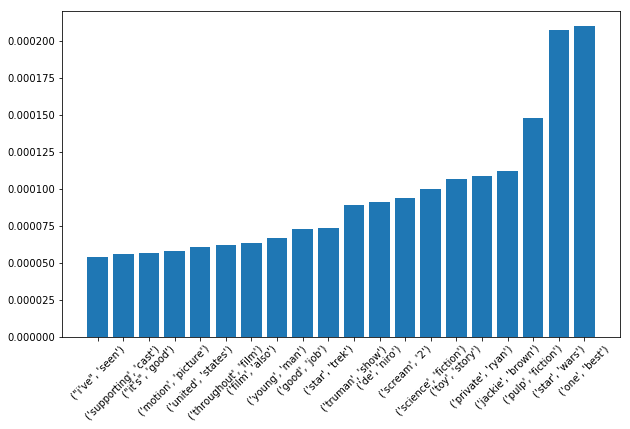 0.000200
0.000175
0.000150
0.000125
0.000100
0.000075
0.000050
0.000025
0.000000
("i've", 'seen')
('supporting', 'cast')
("it's", 'good')
('motion', 'picture')
('united', 'states')
('throughout', 'film')
('film', 'also')
('young', 'man')
('good', 'job')
('star', 'trek')
('truman', 'show')
('de', 'niro')
('scream', '2')
('science', 'fiction')
('toy', 'story')
('private', 'ryan')
('jackie', 'brown')
('pulp', 'fiction')
('star', 'wars')
('one', 'best')